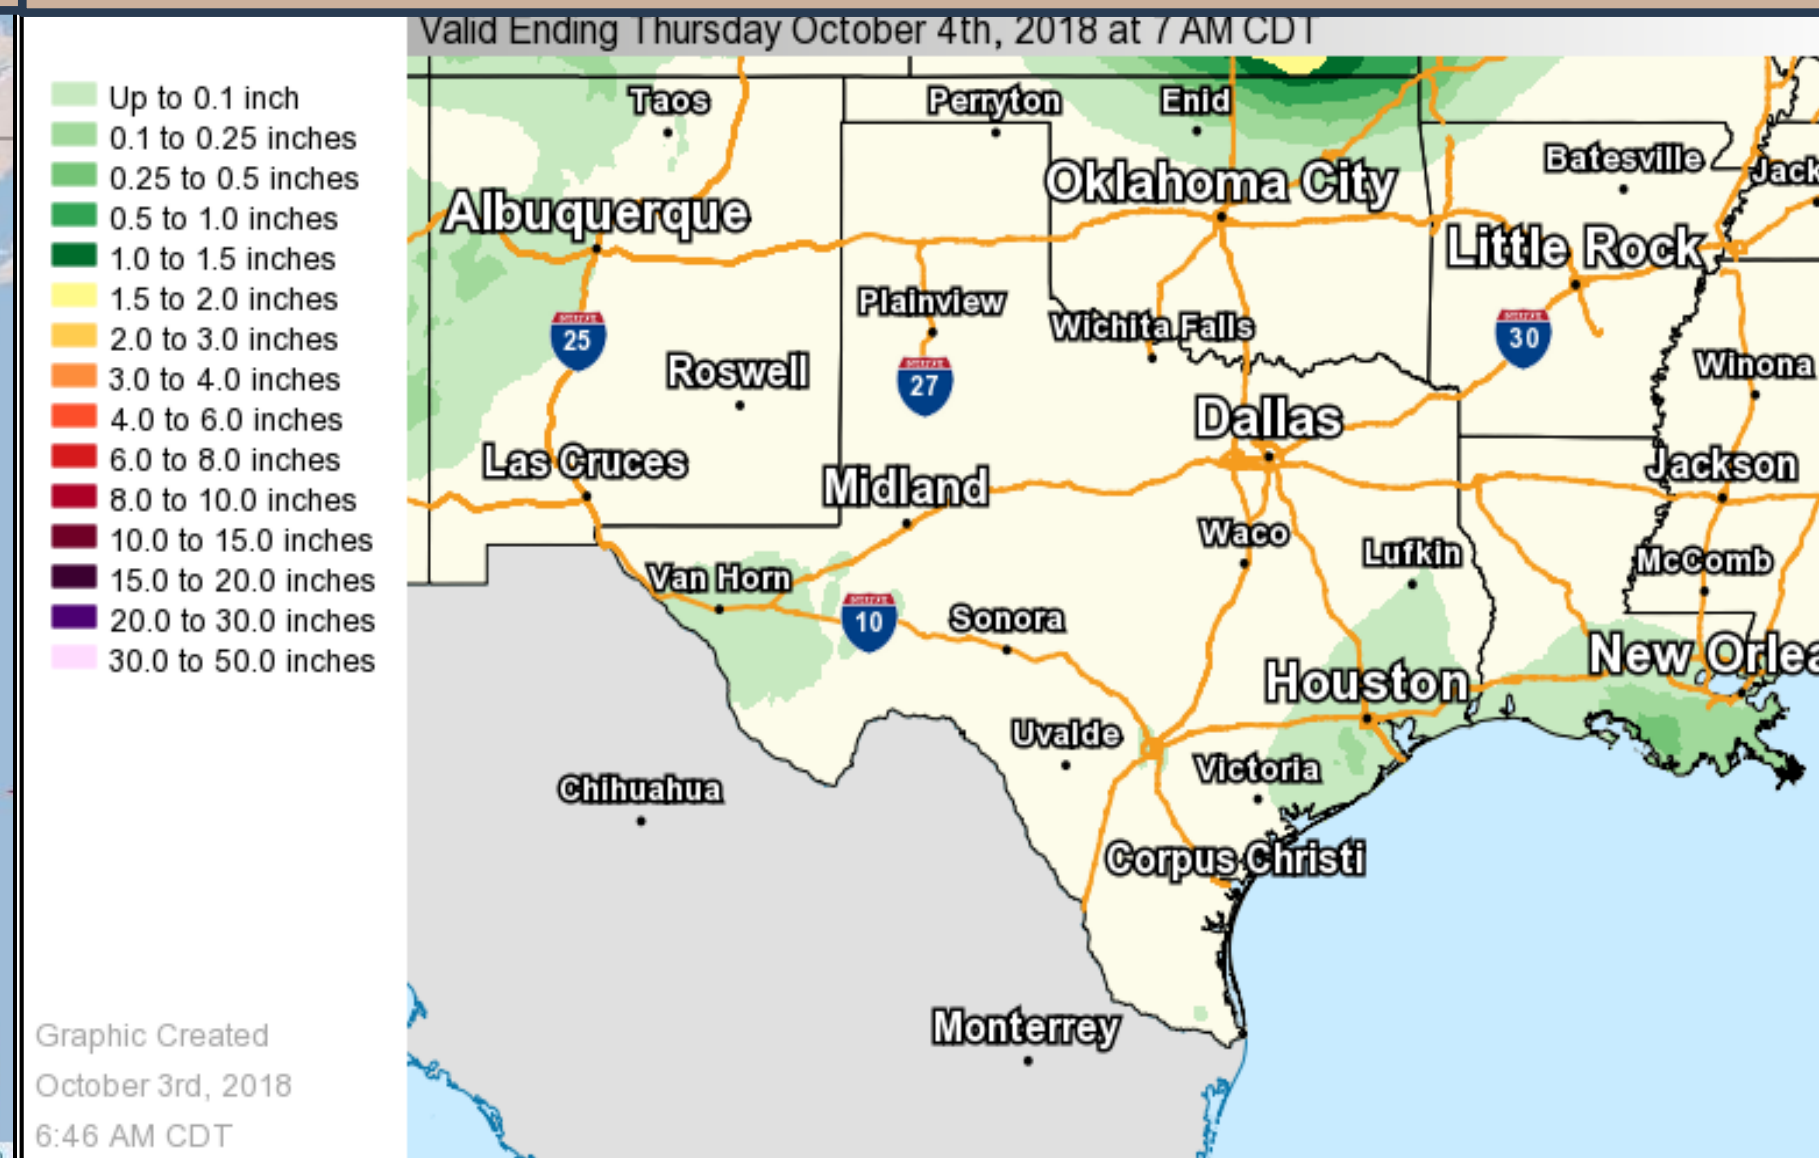 Valid Ending Thursday October 4th, 2018 at 7 AM CDT
Up to 0.1 inch
0.1 to 0.25 inches
0.25 to 0.5 inches
0.5 to 1.0 inches
1.0 to 1.5 inches
1.5 to 2.0 inches
2.0 to 3.0 inches
3.0 to 4.0 inches
4.0 to 6.0 inches
6.0 to 8.0 inches
8.0 to 10.0 inches
10.0 to 15.0 inches
15.0 to 20.0 inches
20.0 to 30.0 inches
30.0 to 50.0 inches
Graphic Created
October 3rd, 2018
6:46 AM CDT
Taos
Perryton
Enid
Batesville
Jack
Oklahoma City
Albuquerque
Little Rock
Plainview
Wichita Falls
25
30
Roswell
27
Winona
Dallas
Las Cruces
Midland
Jackson
Waco
Lufkin
McComb
Van Horn
10
Sonora
New Orlea
Houston
Uvalde
Victoria
Chihuahua
Corpus Christi
Monterrey